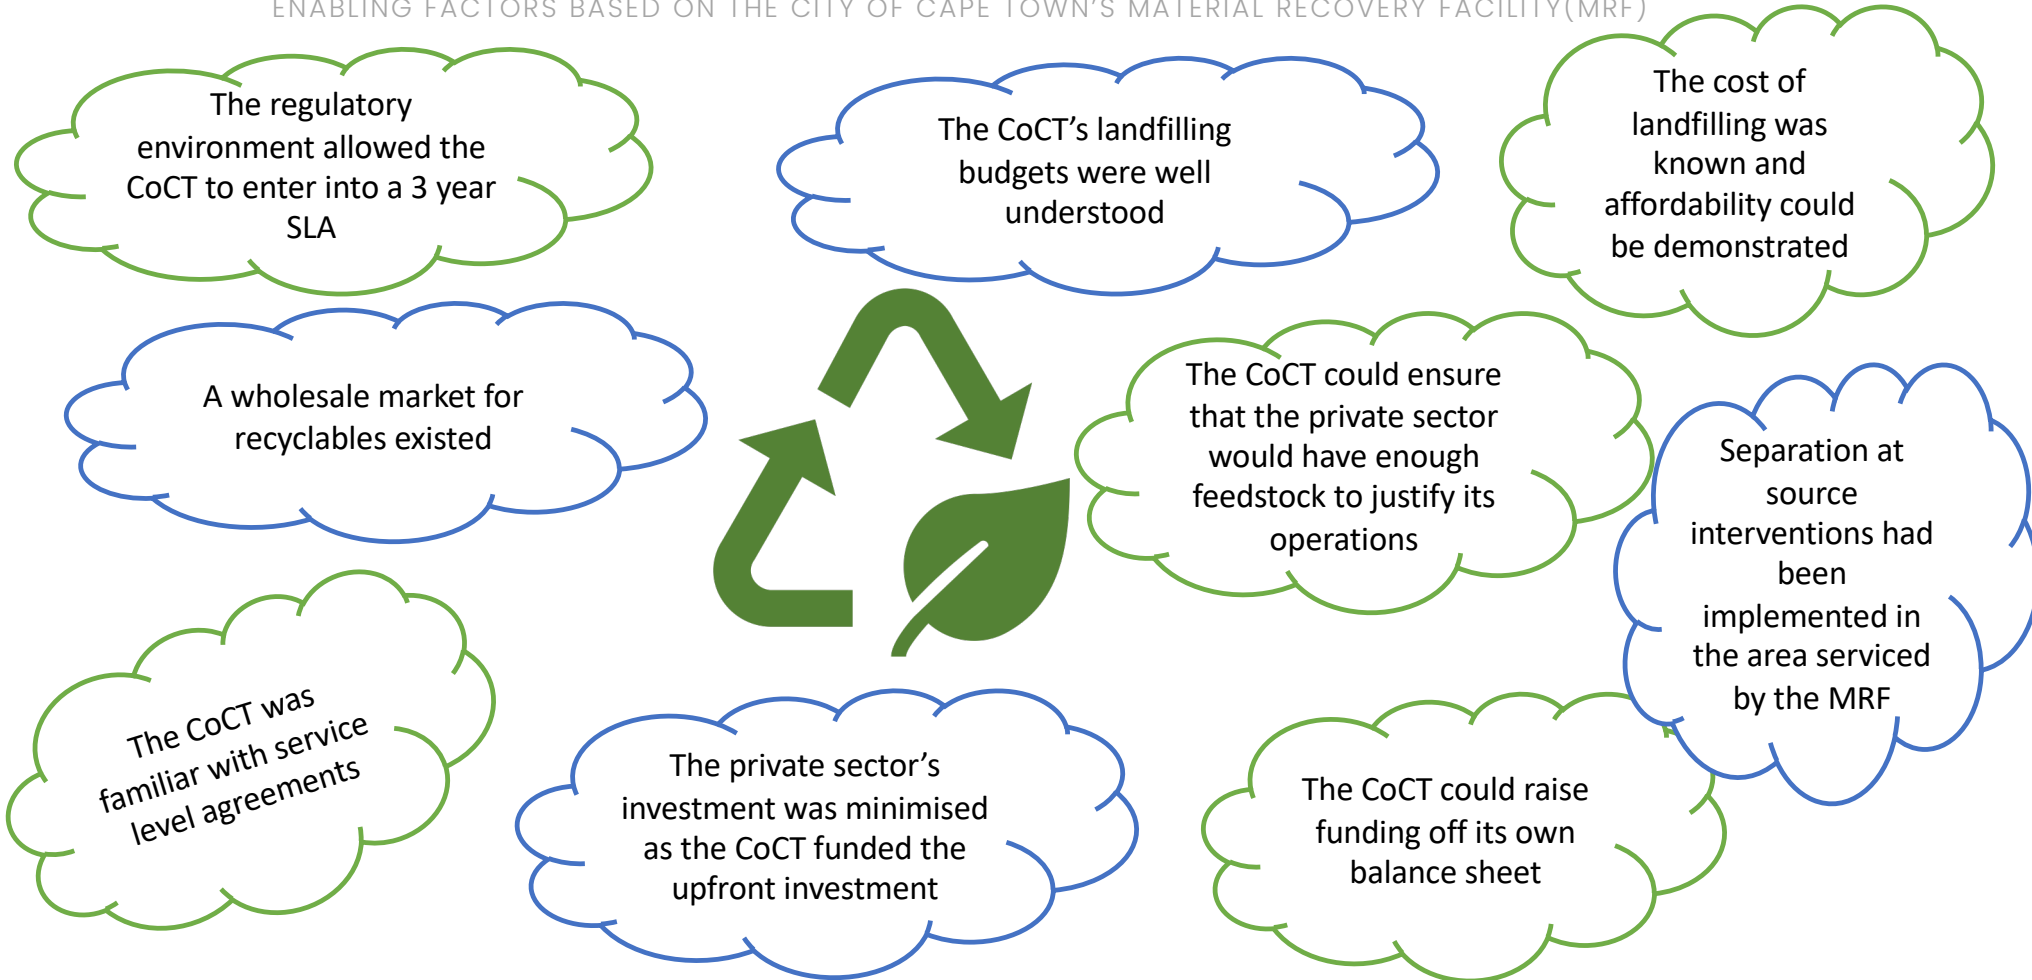 ENABLING FACTORS BASED ON THE CITY OF CAPE TOWN'S MATERIAL RECOVERY FACILITY(MRF)
The regulatory
environment allowed the
CoCT to enter into a 3 year
SLA
The CoCT’s landfilling
budgets were well
understood
The cost of
landfilling was
known and
affordability could
be demonstrated
A wholesale market for
recyclables existed
The CoCT could ensure
that the private sector
would have enough
feedstock to justify its
operations
Separation at
source
interventions had
been
implemented in
the area serviced
by the MRF
The CoCT was
familiar with service
level agreements
The private sector’s
investment was minimised
as the CoCT funded the
upfront investment
The CoCT could raise
funding off its own
balance sheet